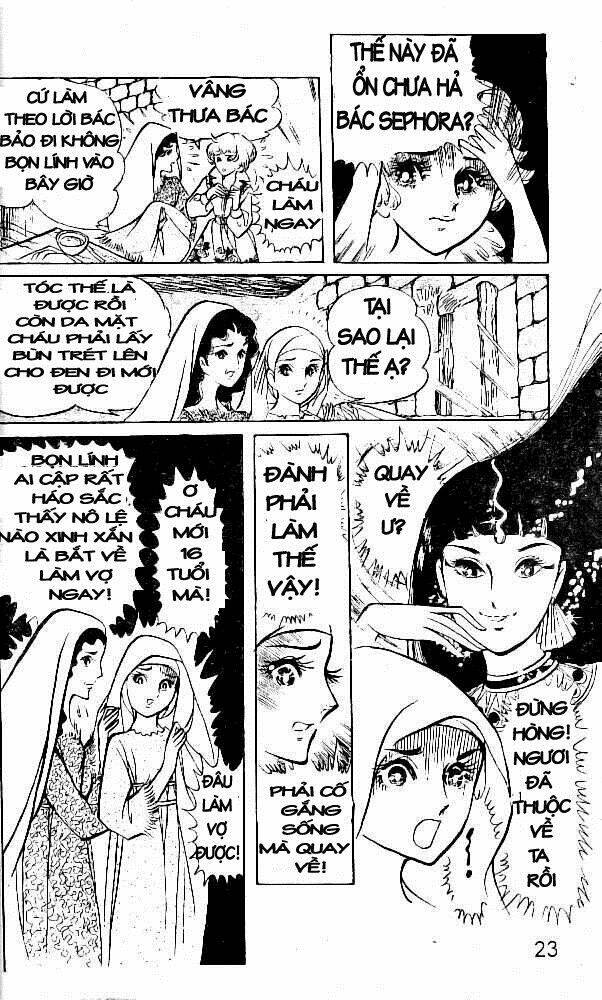 THẾ NÀY ĐÃ
ỔN CHƯA HẢ
BÁC SEPHORA?
CỨ LÀM
THEO LỜI BÁC
BẢO ĐI KHÔNG
BỌN LÍNH VÀO
BÂY GIỜ
VÂNG
THƯA BÁC
CHÁU
LÀM
NGAY
TÓC THẾ LÀ
ĐƯỢC RỒI
CÒN DA MẶT
CHÁU PHẢI LẤY
BÙN TRÉT LÊN
CHO ĐEN ĐI MỚI
ĐƯỢC
TẠI
SAO LẠI
THẾ Ạ?
BỌN LÍNH
AI CẬP RẤT
HÁO SẮC
THẤY NÔ LỆ
NÀO XINH XẮN
LÀ BẮT VỀ
LÀM VỢ
NGAY!
Ơ
CHÁU
MỚI
16
TUỔI
MÀ!
ĐÂU
LÀM
VỢ
ĐƯỢC!
ĐÀNH
PHẢI
LÀM
THẾ
VẬY!
PHẢI CỐ
GẮNG
SỐNG
MÀ QUAY
VỀ!
QUAY
VỀ
Ư?
ĐỪNG
HÒNG!
NGƯƠI
ĐÃ
THUỘC
VỀ
TA
RỒI
23